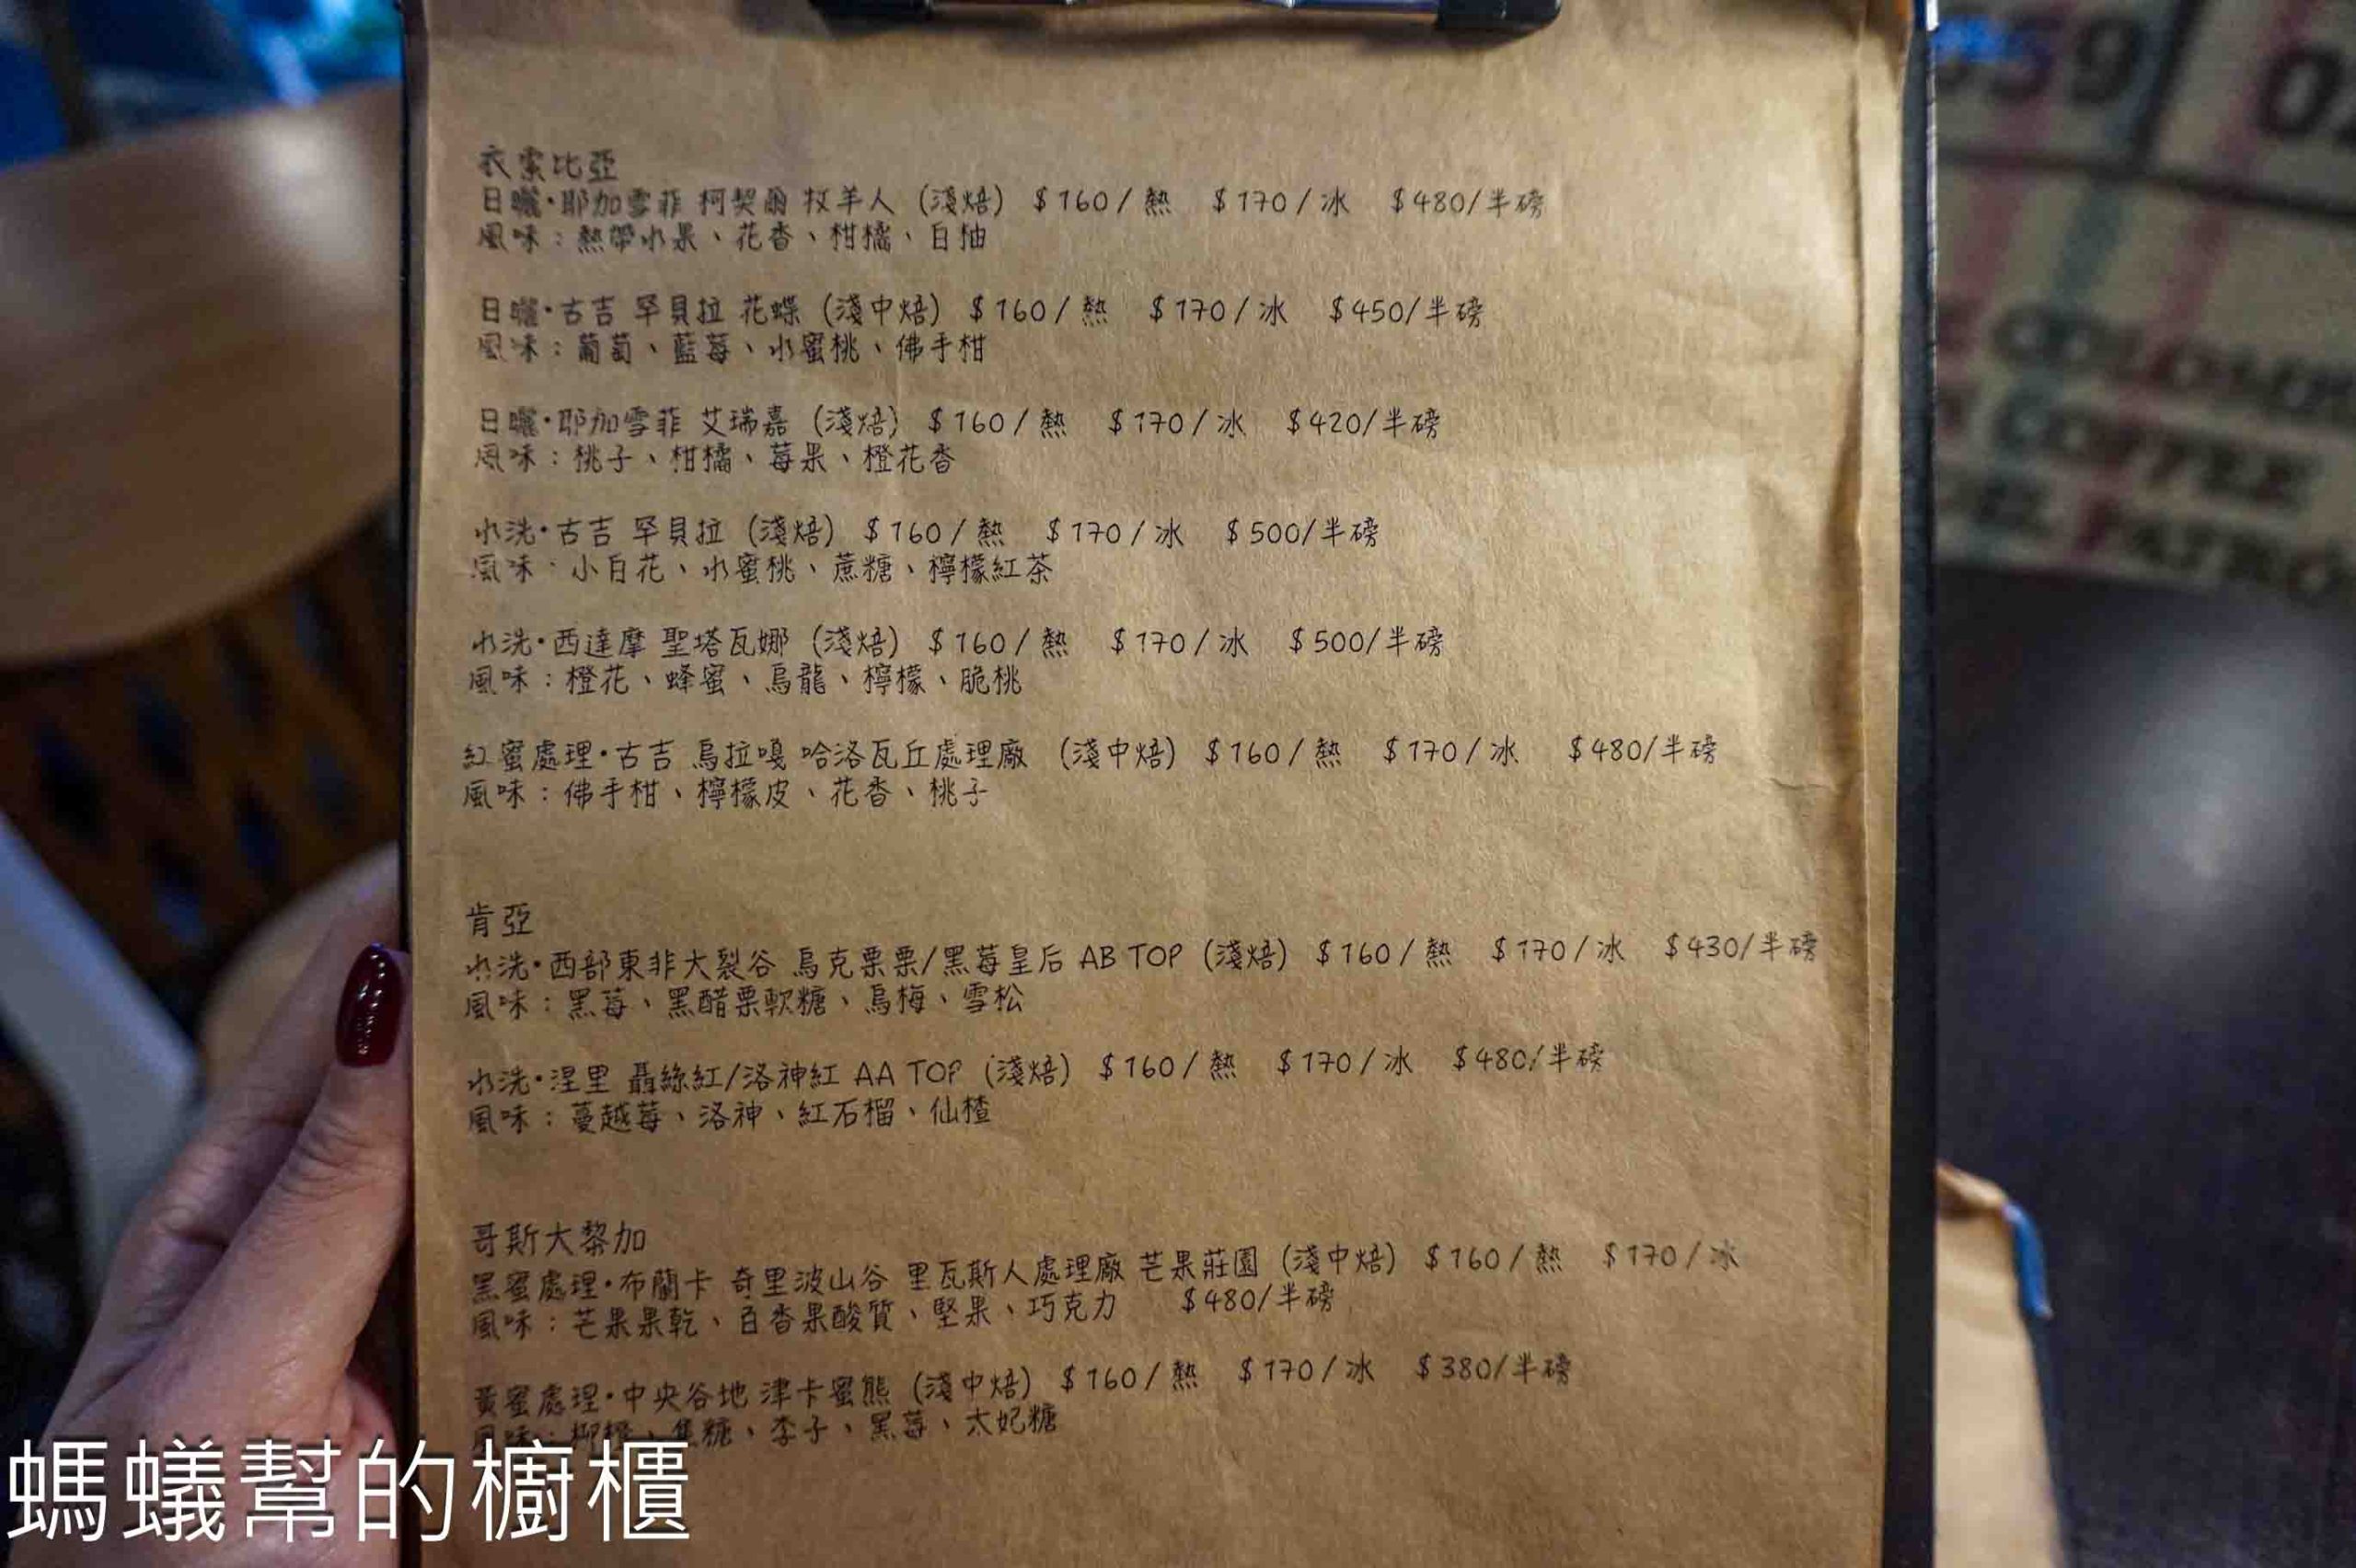 衣索比亞
日曬·耶加雪菲 柯契爾 牧羊人 (淺焙) $160/熱 $170/冰 $480/半磅
風味:熱帶水果、花香、柑橘、白柚
日曬·古吉 罕貝拉 花蝶 (淺中焙) $160/熱 $170/冰 $450/半磅
風味:葡萄、藍莓、水蜜桃、佛手柑
日曬·耶加雪菲 艾瑞嘉 (淺焙) $160/熱 $170/冰 $420/半磅
風味:桃子、柑橘、莓果、橙花香
水洗·古吉 罕貝拉 (淺焙) $160/熱 $170/冰 $500/半磅
風味:小白花、水蜜桃、蔗糖、檸檬紅茶
水洗·西達摩 聖塔瓦娜 (淺焙) $160/熱 $170/冰 $500/半磅
風味:橙花、蜂蜜、烏龍、檸檬、脆桃
紅蜜處理·古吉 烏拉嘎 哈洛瓦丘處理廠 (淺中焙) $160/熱 $170/冰 $480/半磅
風味:佛手柑、檸檬皮、花香、桃子
肯亞
水洗·西部東非大裂谷 烏克栗栗/黑莓皇后 AB TOP (淺焙) $160/熱 $170/冰 $430/半磅
風味:黑莓、黑醋栗軟糖、烏梅、雪松
水洗·涅里 聶綠紅/洛神紅 AA TOP (淺焙) $160/熱 $170/冰 $480/半磅
風味:蔓越莓、洛神、紅石榴、仙楂
哥斯大黎加
黑蜜處理·布蘭卡 奇里波山谷 里瓦斯人處理廠 芒果莊園 (淺中焙) $160/熱 $170/冰
風味:芒果果乾、百香果酸質、堅果、巧克力 $480/半磅
黃蜜處理·中央谷地 津卡蜜熊 (淺中焙) $160/熱 $170/冰 $380/半磅
風味:柳橙、焦糖、李子、黑莓、太妃糖
螞蟻幫的櫥櫃
59
COFFEE